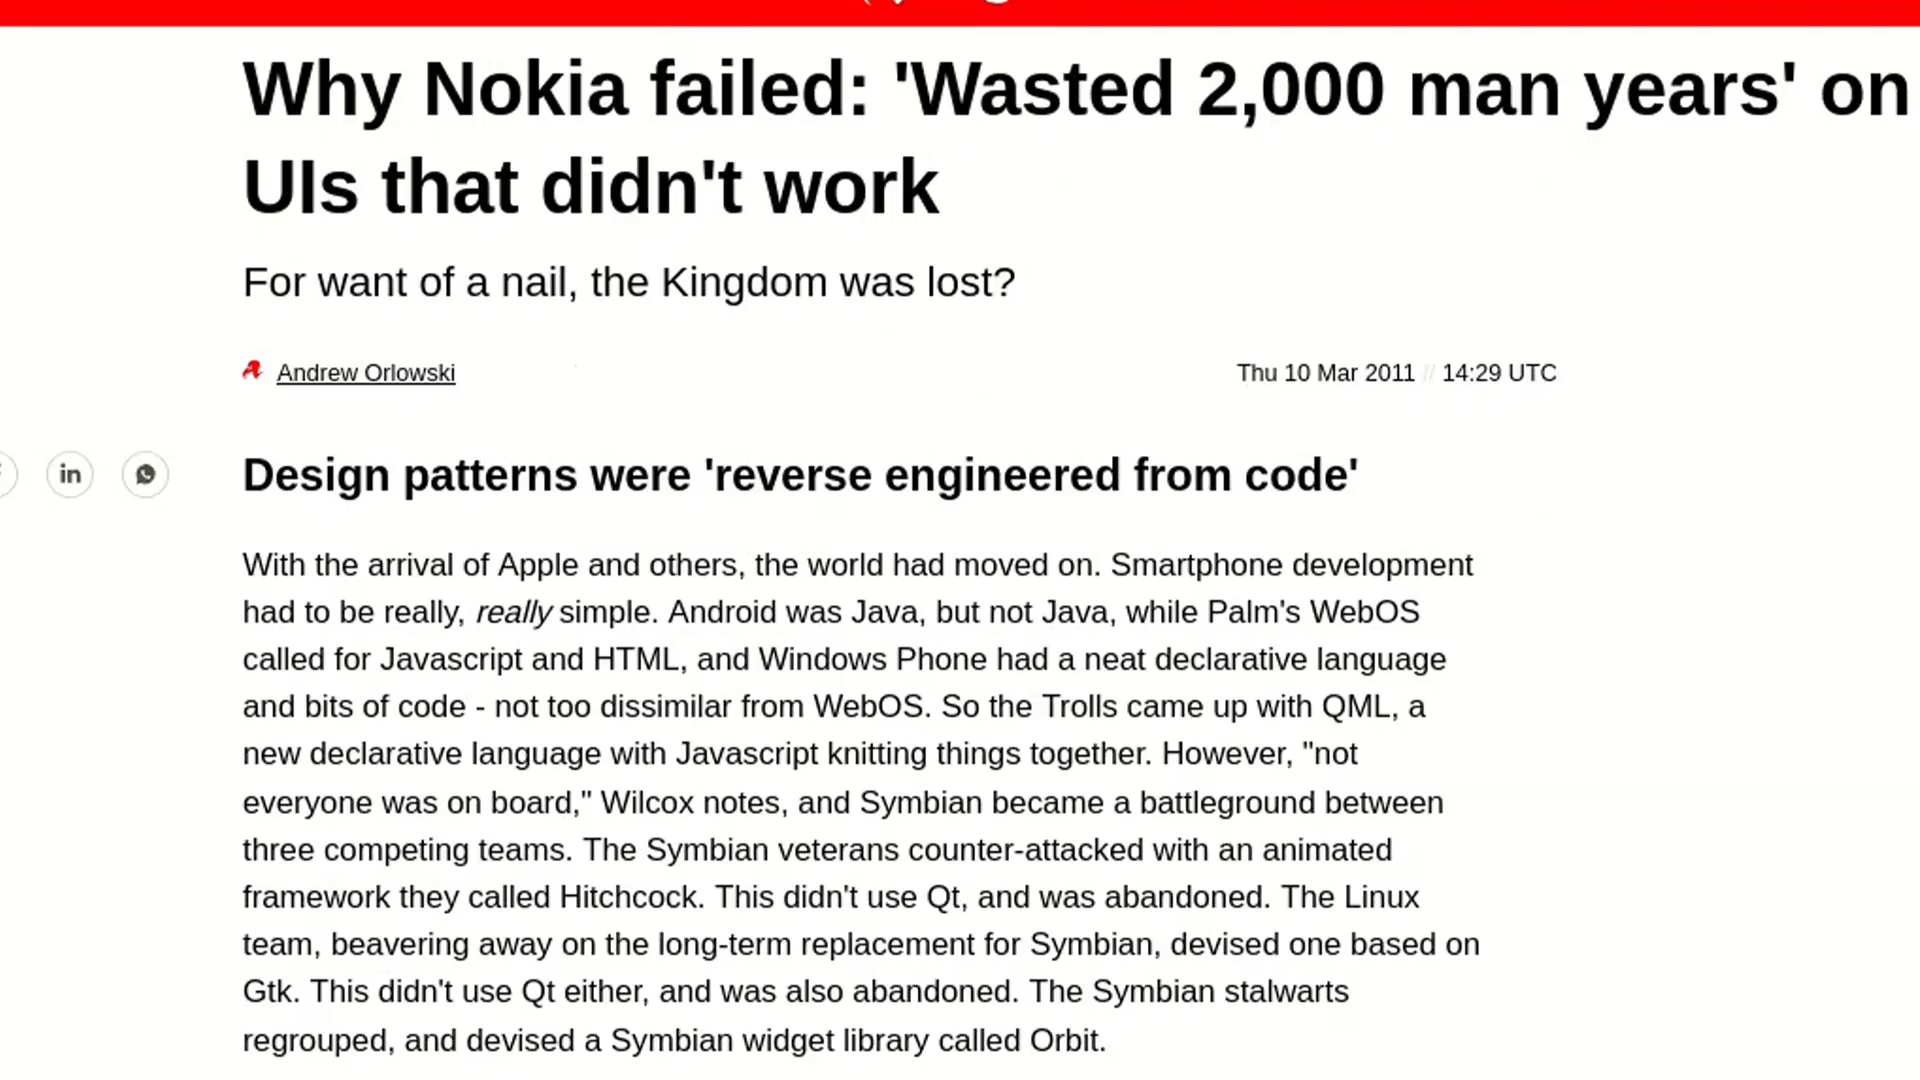 Why Nokia failed: 'Wasted 2,000 man years' on
UIs that didn't work
For want of a nail, the Kingdom was lost?
Andrew Orlowski
Thu 10 Mar 2011 // 14:29 UTC
in
Design patterns were 'reverse engineered from code'
With the arrival of Apple and others, the world had moved on. Smartphone development
had to be really, really simple. Android was Java, but not Java, while Palm's WebOS
called for Javascript and HTML, and Windows Phone had a neat declarative language
and bits of code - not too dissimilar from WebOS. So the Trolls came up with QML, a
new declarative language with Javascript knitting things together. However, "not
everyone was on board," Wilcox notes, and Symbian became a battleground between
three competing teams. The Symbian veterans counter-attacked with an animated
framework they called Hitchcock. This didn't use Qt, and was abandoned. The Linux
team, beavering away on the long-term replacement for Symbian, devised one based on
Gtk. This didn't use Qt either, and was also abandoned. The Symbian stalwarts
regrouped, and devised a Symbian widget library called Orbit.